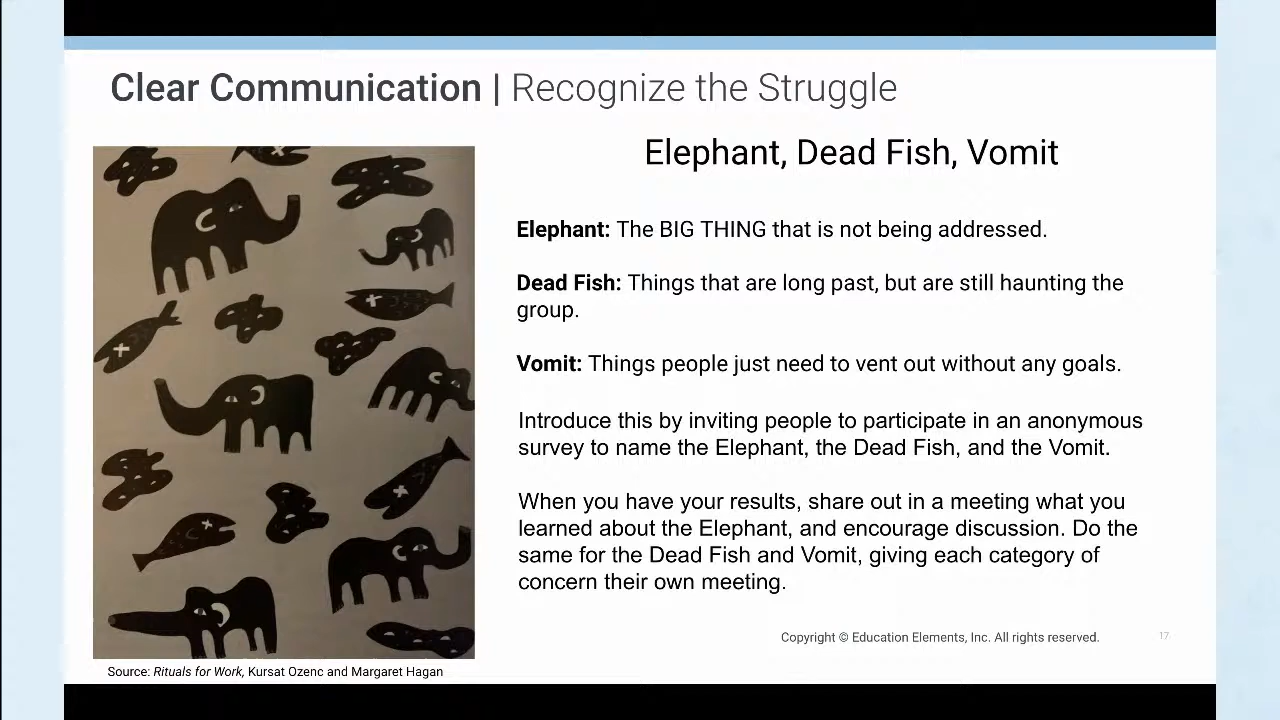 Clear Communication | Recognize the Struggle
Elephant, Dead Fish, Vomit
Elephant: The BIG THING that is not being addressed.
Dead Fish: Things that are long past, but are still haunting the
group.
Vomit: Things people just need to vent out without any goals.
Introduce this by inviting people to participate in an anonymous
survey to name the Elephant, the Dead Fish, and the Vomit.
When you have your results, share out in a meeting what you
learned about the Elephant, and encourage discussion. Do the
same for the Dead Fish and Vomit, giving each category of
concern their own meeting.
Copyright © Education Elements, Inc. All rights reserved.
17
Source: Rituals for Work, Kursat Ozenc and Margaret Hagan